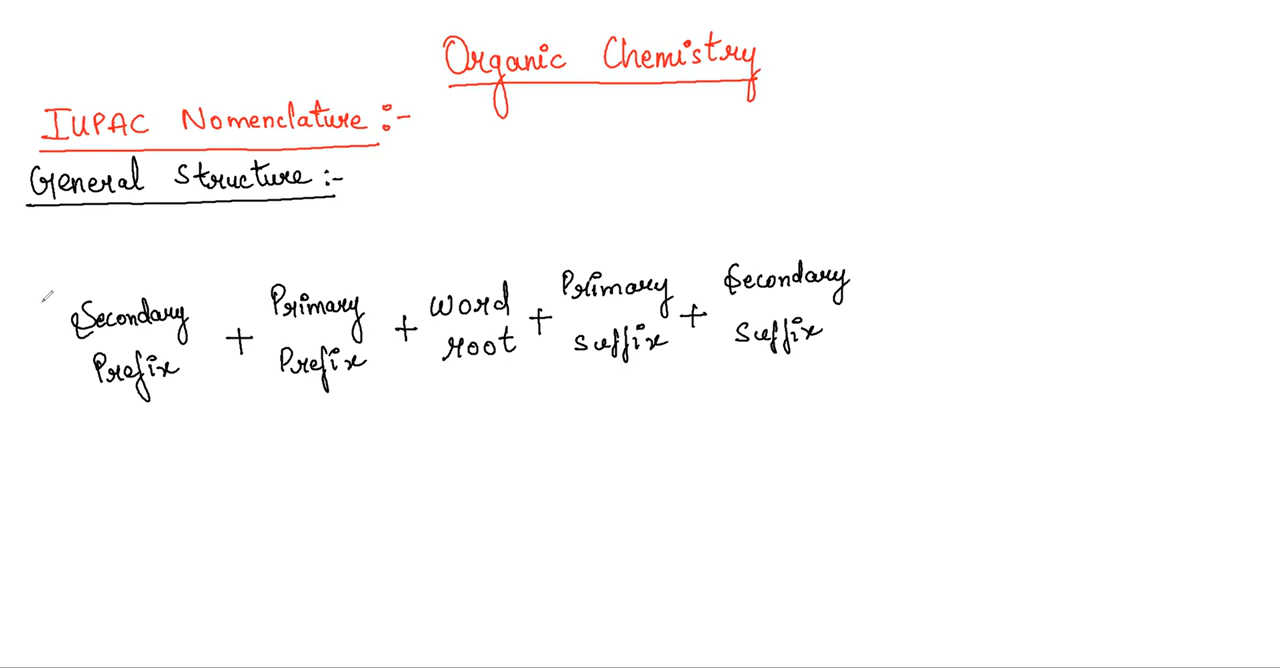 Organic Chemistry
IUPAC Nomenclature :-
General Structure :-
Secondary Prefix + Primary Prefix + Word root + Primary suffix + Secondary suffix